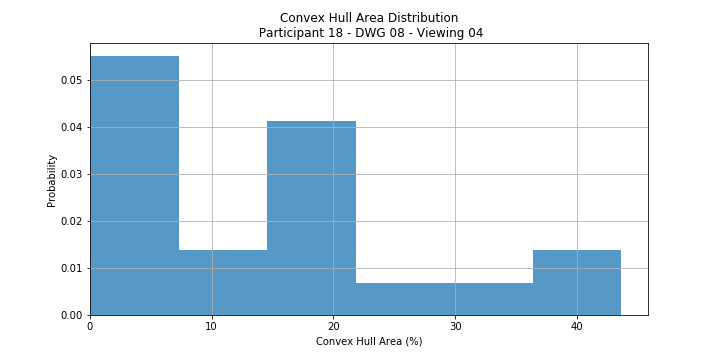 Convex Hull Area Distribution
Participant 18 - DWG 08 - Viewing 04
Probability
0.05
0.04
0.03
0.02
0.01
0.00
0
10
20
30
40
Convex Hull Area (%)